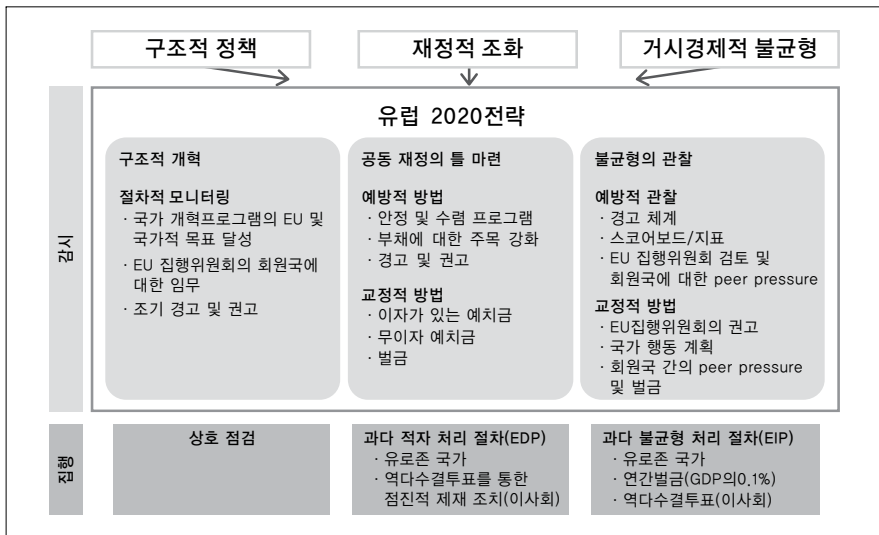 구조적 정책
재정적 조화
거시경제적 불균형
감시
유럽 2020전략
구조적 개혁
절차적 모니터링
· 국가 개혁프로그램의 EU 및
국가적 목표 달성
· EU 집행위원회의 회원국에
대한 임무
· 조기 경고 및 권고
공동 재정의 틀 마련
예방적 방법
· 안정 및 수렴 프로그램
· 부채에 대한 주목 강화
· 경고 및 권고
교정적 방법
· 이자가 있는 예치금
· 무이자 예치금
· 벌금
불균형의 관찰
예방적 관찰
· 경고 체계
· 스코어보드/지표
· EU 집행위원회 검토 및
회원국에 대한 peer pressure
교정적 방법
· EU집행위원회의 권고
· 국가 행동 계획
· 회원국 간의 peer pressure
및 벌금
집행
상호 점검
과다 적자 처리 절차(EDP)
· 유로존 국가
· 역다수결투표를 통한
점진적 제재 조치(이사회)
과다 불균형 처리 절차(EIP)
· 유로존 국가
· 연간벌금(GDP의0.1%)
· 역다수결투표(이사회)